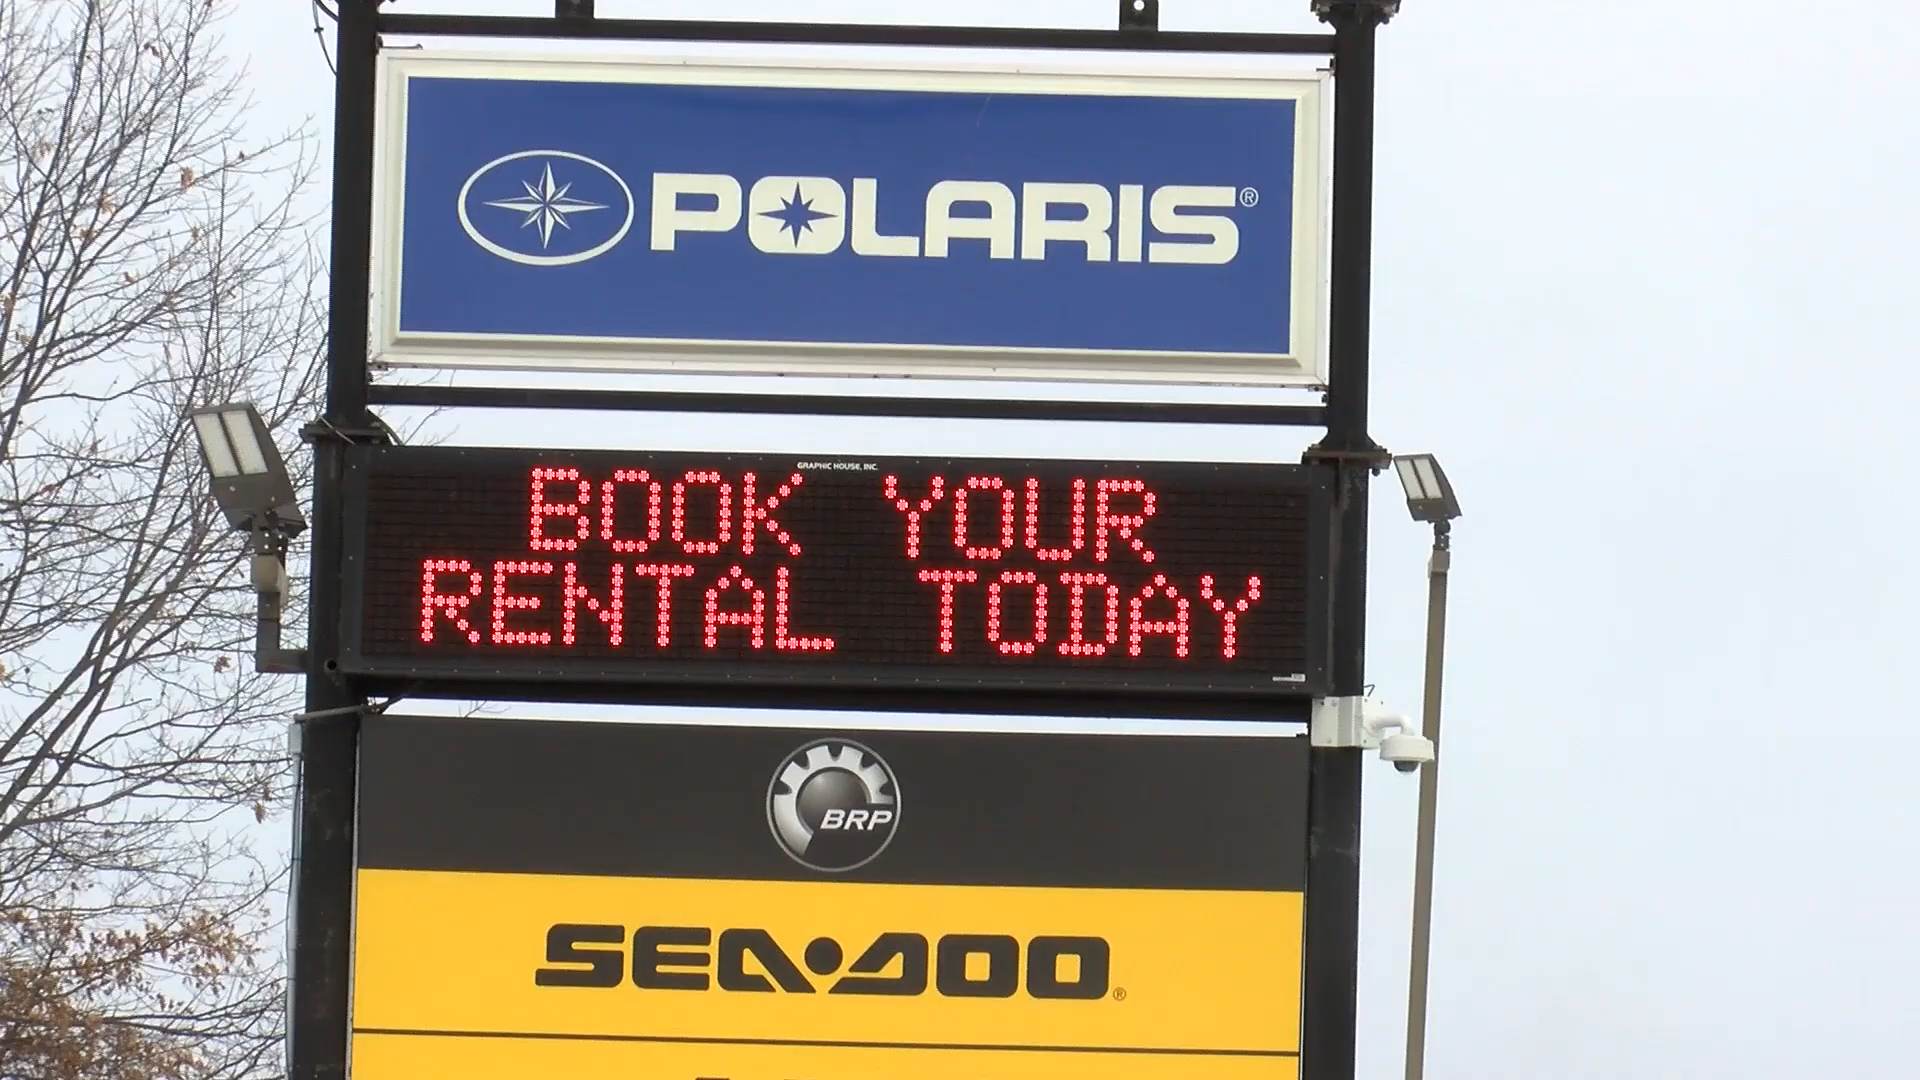 POLARIS®
GRAPHIC HOUSE, INC.
BOOK YOUR
RENTAL TODAY
BRP
SEA-DOO®